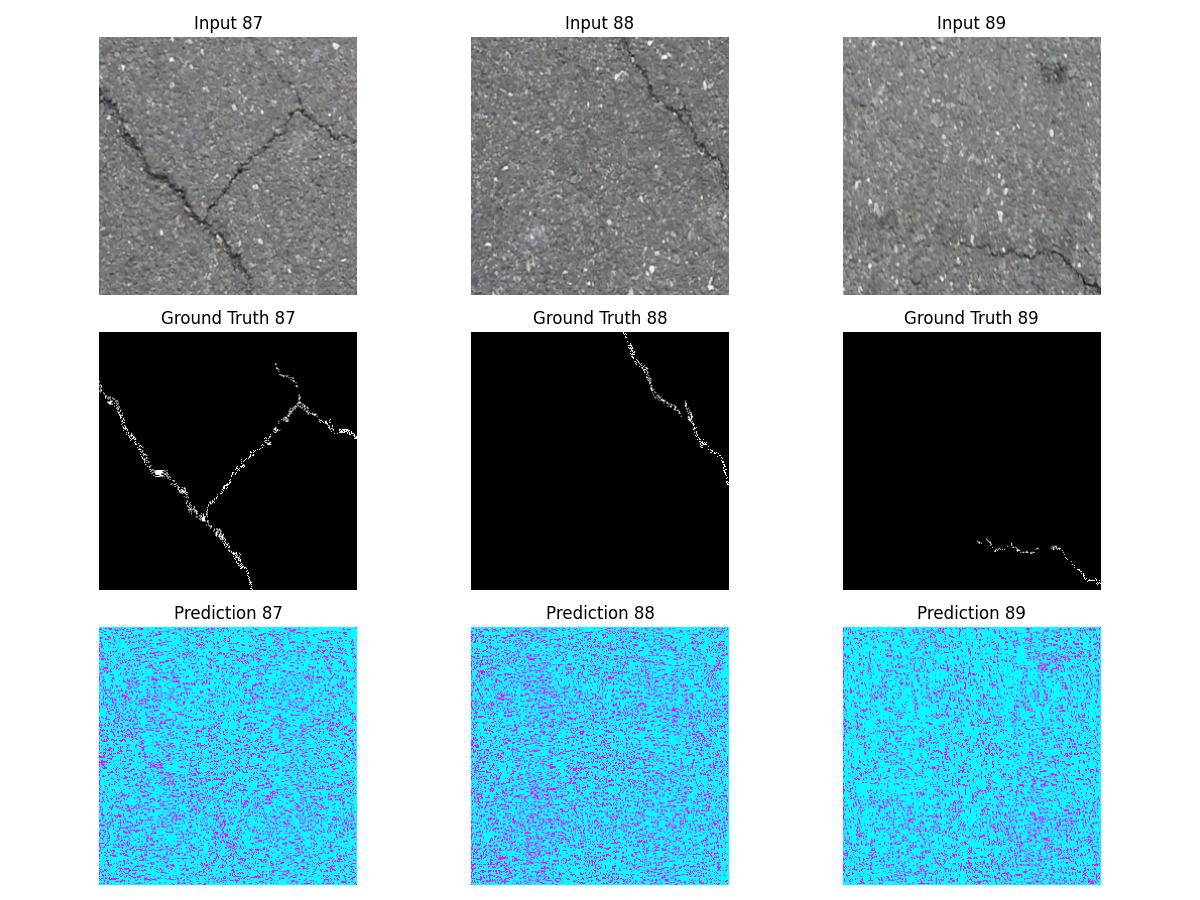 Input 87
Input 88
Input 89
Ground Truth 87
Ground Truth 88
Ground Truth 89
Prediction 87
Prediction 88
Prediction 89